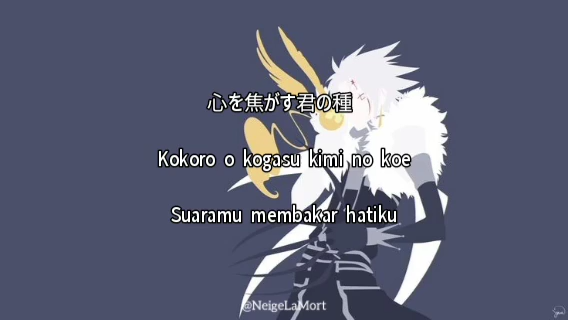 心を焦がす君の種
Kokoro o kogasu kimi no koe
Suaramu membakar hatiku
@NeigeLaMort